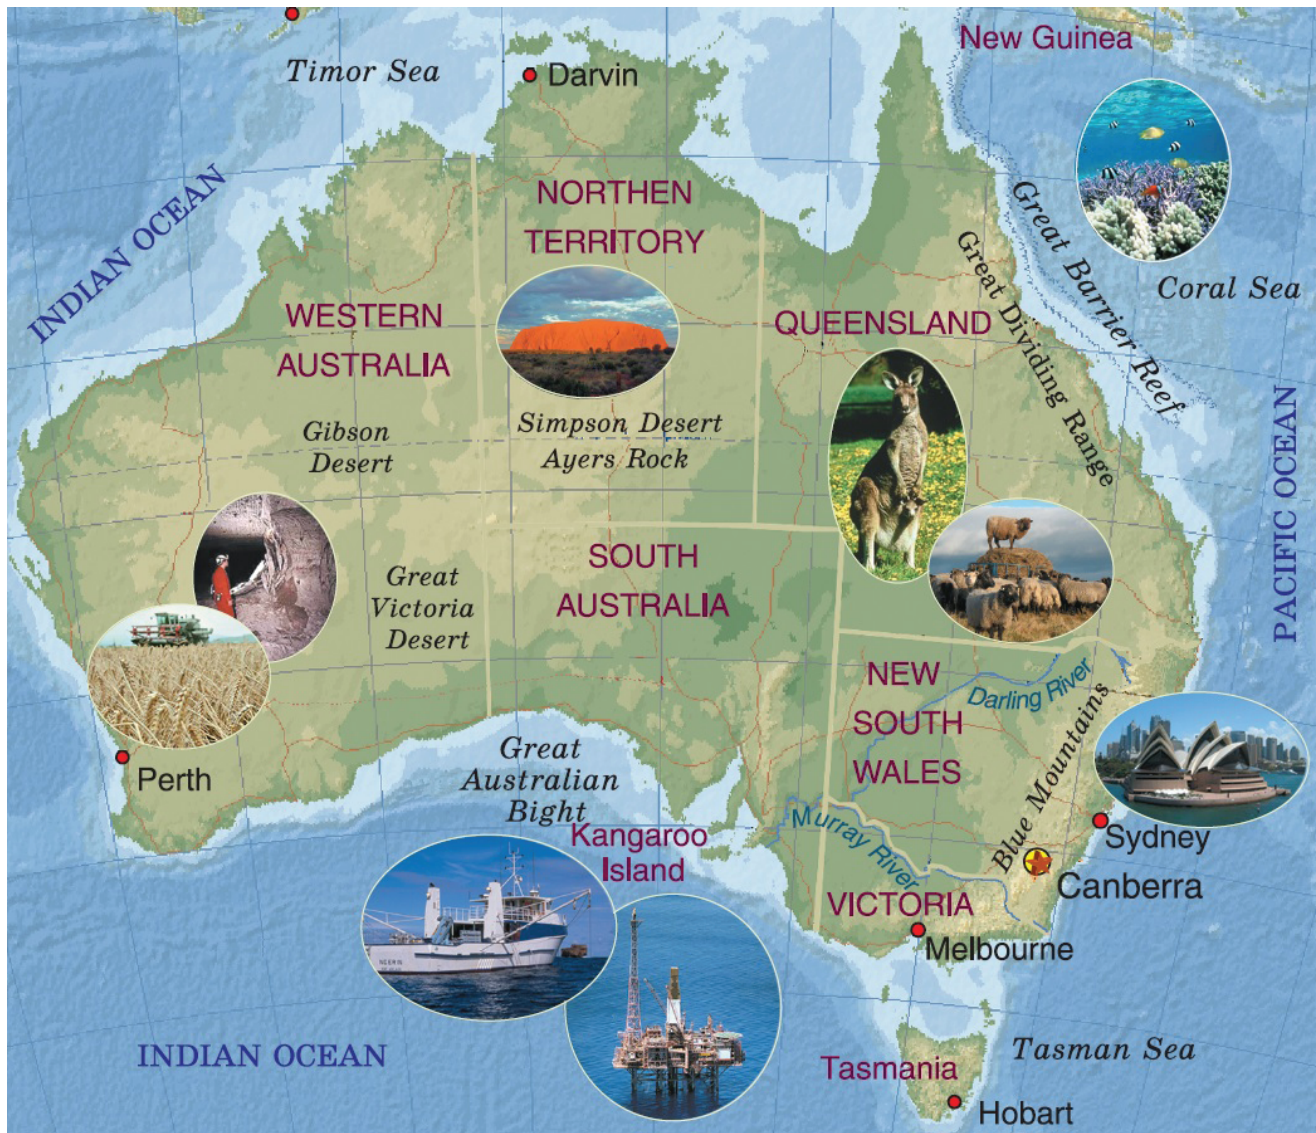 New Guinea
Timor Sea
Darvin
INDIAN OCEAN
NORTHEN
TERRITORY
Great Barrier Reef
Great Dividing Range
Coral Sea
WESTERN
AUSTRALIA
QUEENSLAND
Gibson
Desert
Simpson Desert
Ayers Rock
PACIFIC OCEAN
SOUTH
AUSTRALIA
Great
Victoria
Desert
NEW
SOUTH
WALES
Darling River
Blue Mountains
Perth
Great
Australian
Bight
Kangaroo
Island
Murray River
Sydney
Canberra
VICTORIA
Melbourne
INDIAN OCEAN
Tasmania
Tasman Sea
Hobart